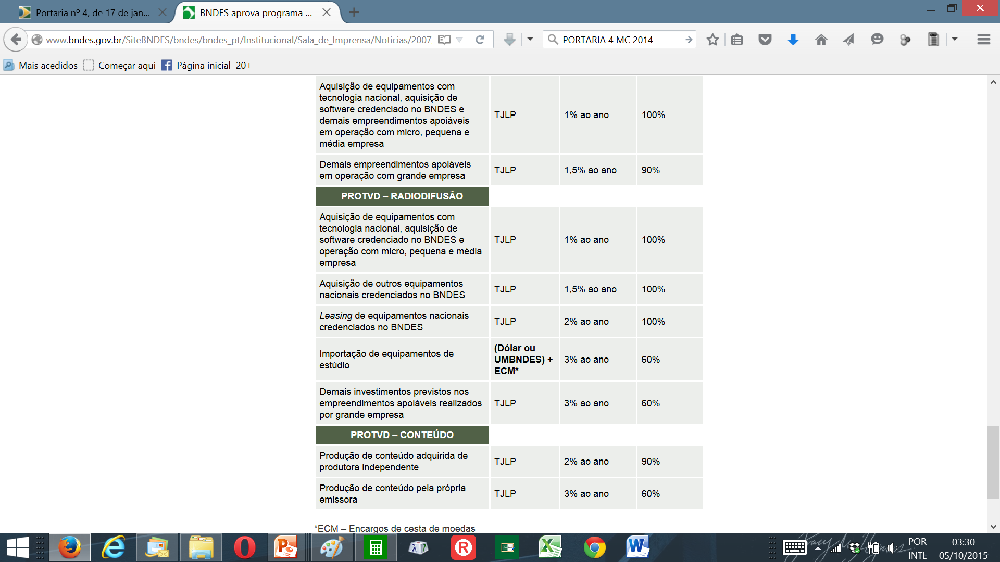 Portaria nº 4, de 17 de jan...
BNDES aprova programa ...
www.bndes.gov.br/SiteBNDES/bndes/bndes_pt/Institucional/Sala_de_Imprensa/Noticias/2007,
PORTARIA 4 MC 2014
Mais acedidos
Começar aqui
Página inicial
20+
Aquisição de equipamentos com
tecnologia nacional, aquisição de
software credenciado no BNDES e
demais empreendimentos apoiáveis
em operação com micro, pequena e
média empresa
TJLP
1% ao ano
100%
Demais empreendimentos apoiáveis
em operação com grande empresa
TJLP
1,5% ao ano
90%
PROTVD – RADIODIFUSÃO
Aquisição de equipamentos com
tecnologia nacional, aquisição de
software credenciado no BNDES e
operação com micro, pequena e média
empresa
TJLP
1% ao ano
100%
Aquisição de outros equipamentos
nacionais credenciados no BNDES
TJLP
1,5% ao ano
100%
Leasing de equipamentos nacionais
credenciados no BNDES
TJLP
2% ao ano
100%
Importação de equipamentos de
estúdio
(Dólar ou
UMBNDES) +
ECM*
3% ao ano
60%
Demais investimentos previstos nos
empreendimentos apoiáveis realizados
por grande empresa
TJLP
3% ao ano
60%
PROTVD – CONTEÚDO
Produção de conteúdo adquirida de
produtora independente
TJLP
2% ao ano
90%
Produção de conteúdo pela própria
emissora
TJLP
3% ao ano
60%
*ECM – Encargos de cesta de moedas
POR
INTL
03:30
05/10/2015